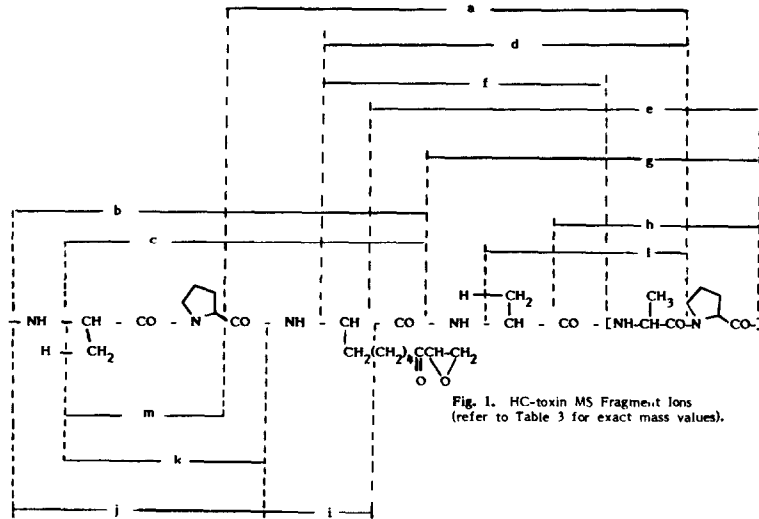 a
d
f
e
g
b
h
c
l
NH - CH - CO - N CO - NH - CH - CO - NH - CH - CO - [NH-CH-CO-N CO-]
H - CH2
H CH2
CH3
CH2(CH2)4CCH-CH2
O O
m
k
j i
Fig. 1. HC-toxin MS Fragment Ions
(refer to Table 3 for exact mass values).